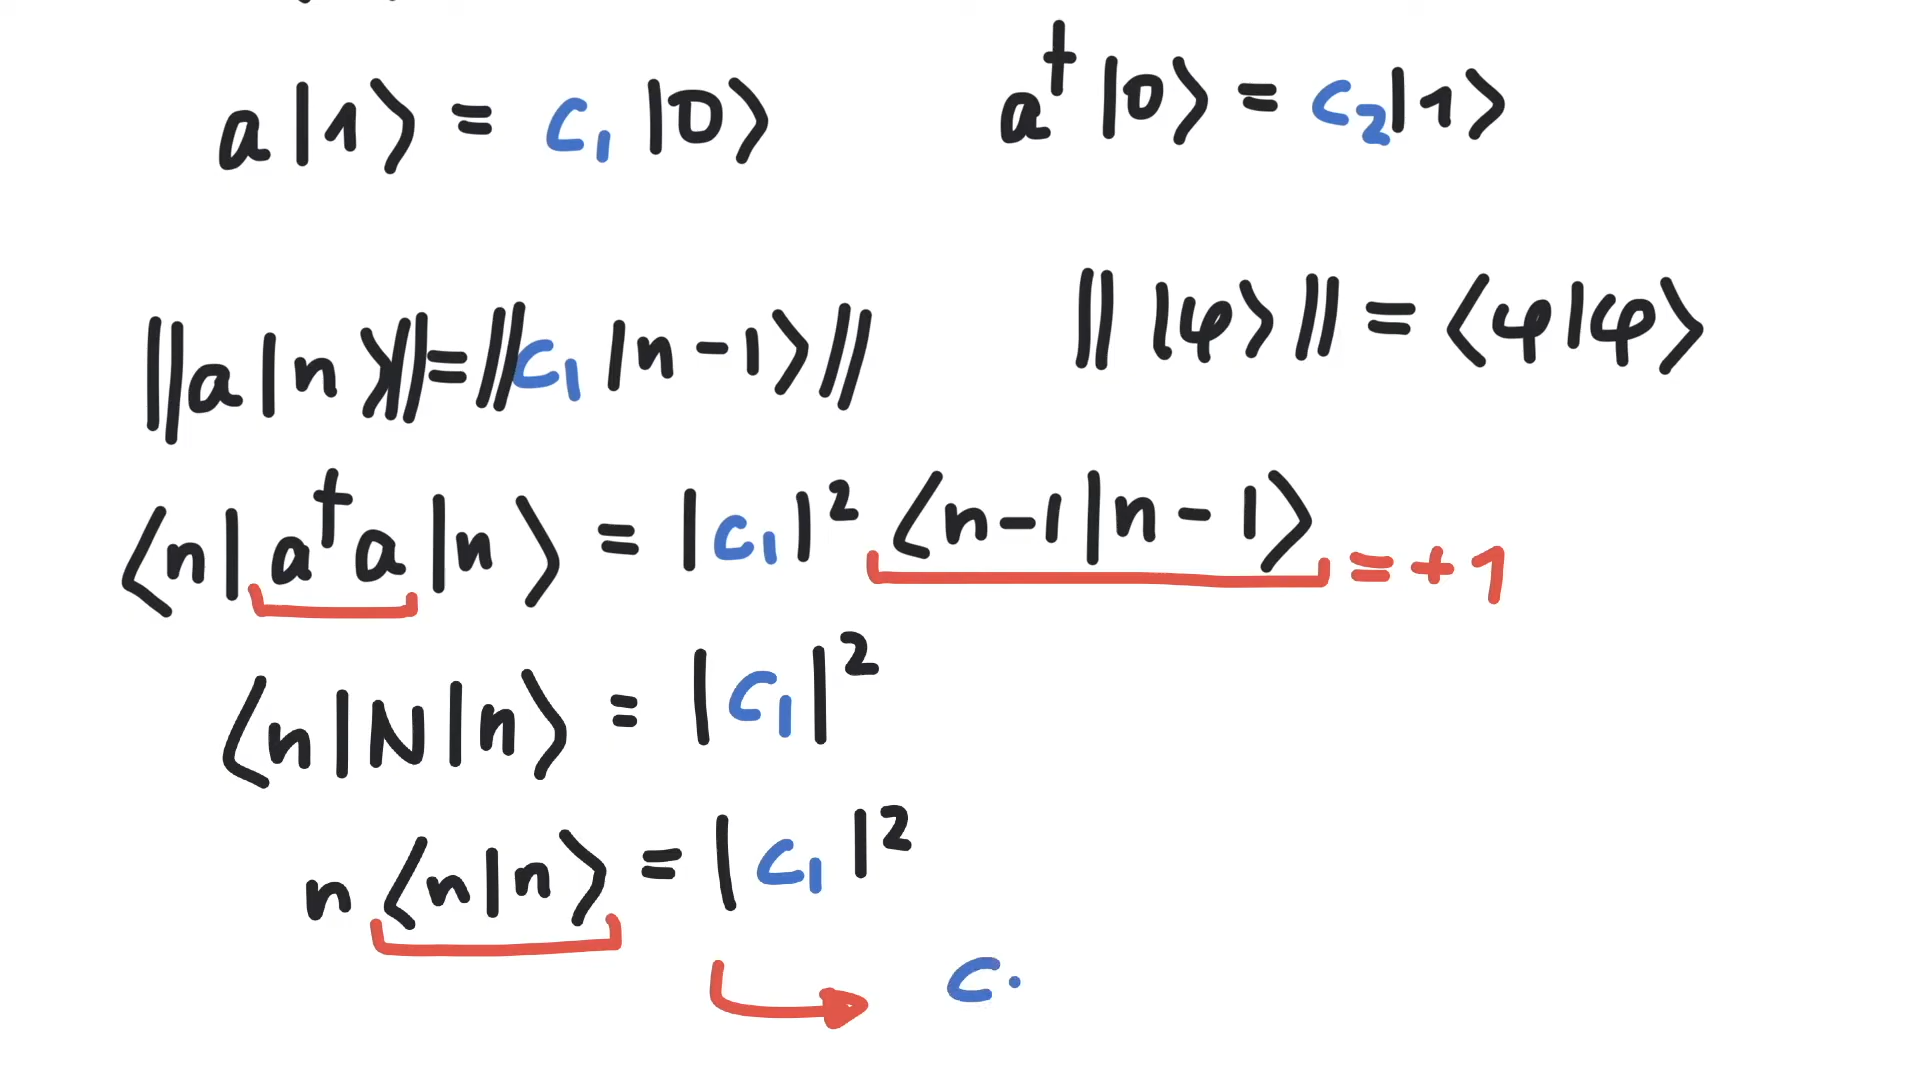 a|1⟩ = c₁|0⟩
a†|0⟩ = c₂|1⟩
‖a|n⟩‖ = ‖c₁|n-1⟩‖
‖|φ⟩‖ = ⟨φ|φ⟩
⟨n|a†a|n⟩ = |c₁|² ⟨n-1|n-1⟩ = +1
⟨n|N|n⟩ = |c₁|²
n⟨n|n⟩ = |c₁|²
c